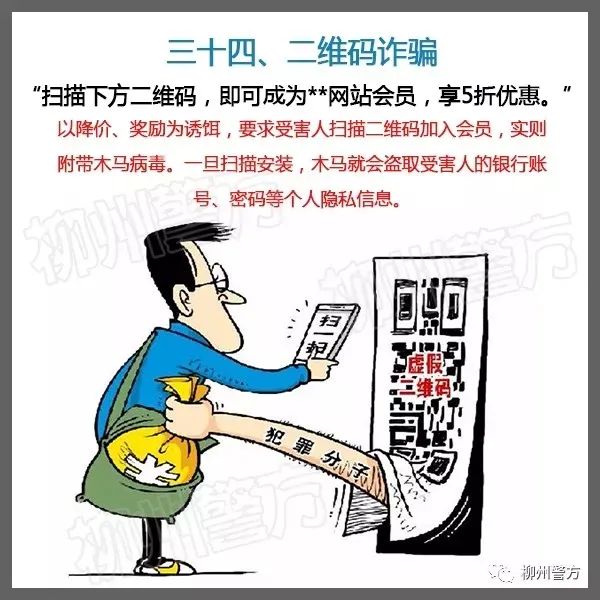 三十四、二维码诈骗
“扫描下方二维码，即可成为**网站会员，享5折优惠。”
以降价、奖励为诱饵，要求受害人扫描二维码加入会员，实则
附带木马病毒。一旦扫描安装，木马就会盗取受害人的银行账
号、密码等个人隐私信息。
柳州警方
柳州警方
扫一扫
虚假
二维码
犯罪分子
柳州警方
柳州警方
柳州警方